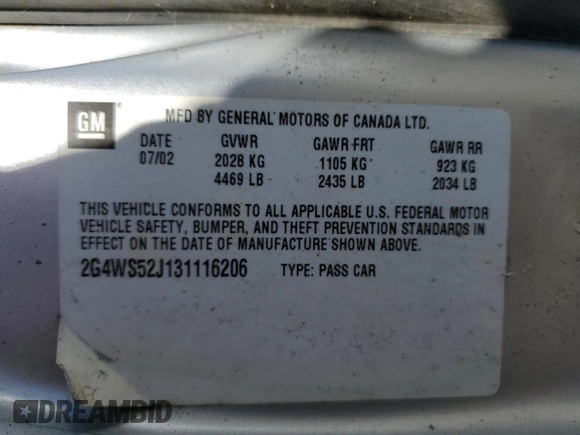 GM
MFD BY GENERAL MOTORS OF CANADA LTD.
DATE GVWR GAWR FRT GAWR RR
07/02 2028 KG 1105 KG 923 KG
4469 LB 2435 LB 2034 LB
THIS VEHICLE CONFORMS TO ALL APPLICABLE U.S. FEDERAL MOTOR
VEHICLE SAFETY, BUMPER, AND THEFT PREVENTION STANDARDS IN
EFFECT ON THE DATE OF MANUFACTURE SHOWN ABOVE.
2G4WS52J131116206 TYPE: PASS CAR
DREAMBID